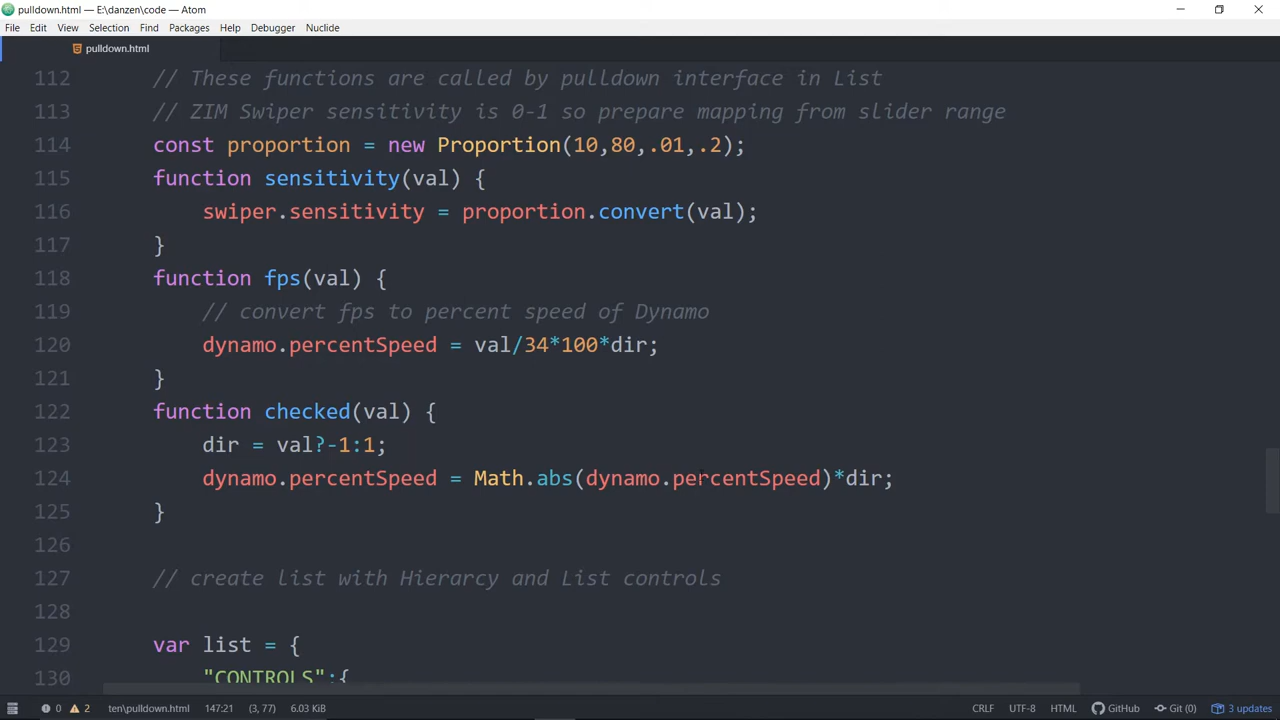 pulldown.html — E:\danzen\code — Atom
File Edit View Selection Find Packages Help Debugger Nuclide
pulldown.html
112 // These functions are called by pulldown interface in List
113 // ZIM Swiper sensitivity is 0-1 so prepare mapping from slider range
114 const proportion = new Proportion(10,80,.01,.2);
115 function sensitivity(val) {
116 swiper.sensitivity = proportion.convert(val);
117 }
118 function fps(val) {
119 // convert fps to percent speed of Dynamo
120 dynamo.percentSpeed = val/34*100*dir;
121 }
122 function checked(val) {
123 dir = val?-1:1;
124 dynamo.percentSpeed = Math.abs(dynamo.percentSpeed)*dir;
125 }
126
127 // create list with Hierarcy and List controls
128
129 var list = {
130 "CONTROLS":{
0 2 ten\pulldown.html 147:21 (3, 77) 6.03 KiB CRLF UTF-8 HTML GitHub Git (0) 3 updates